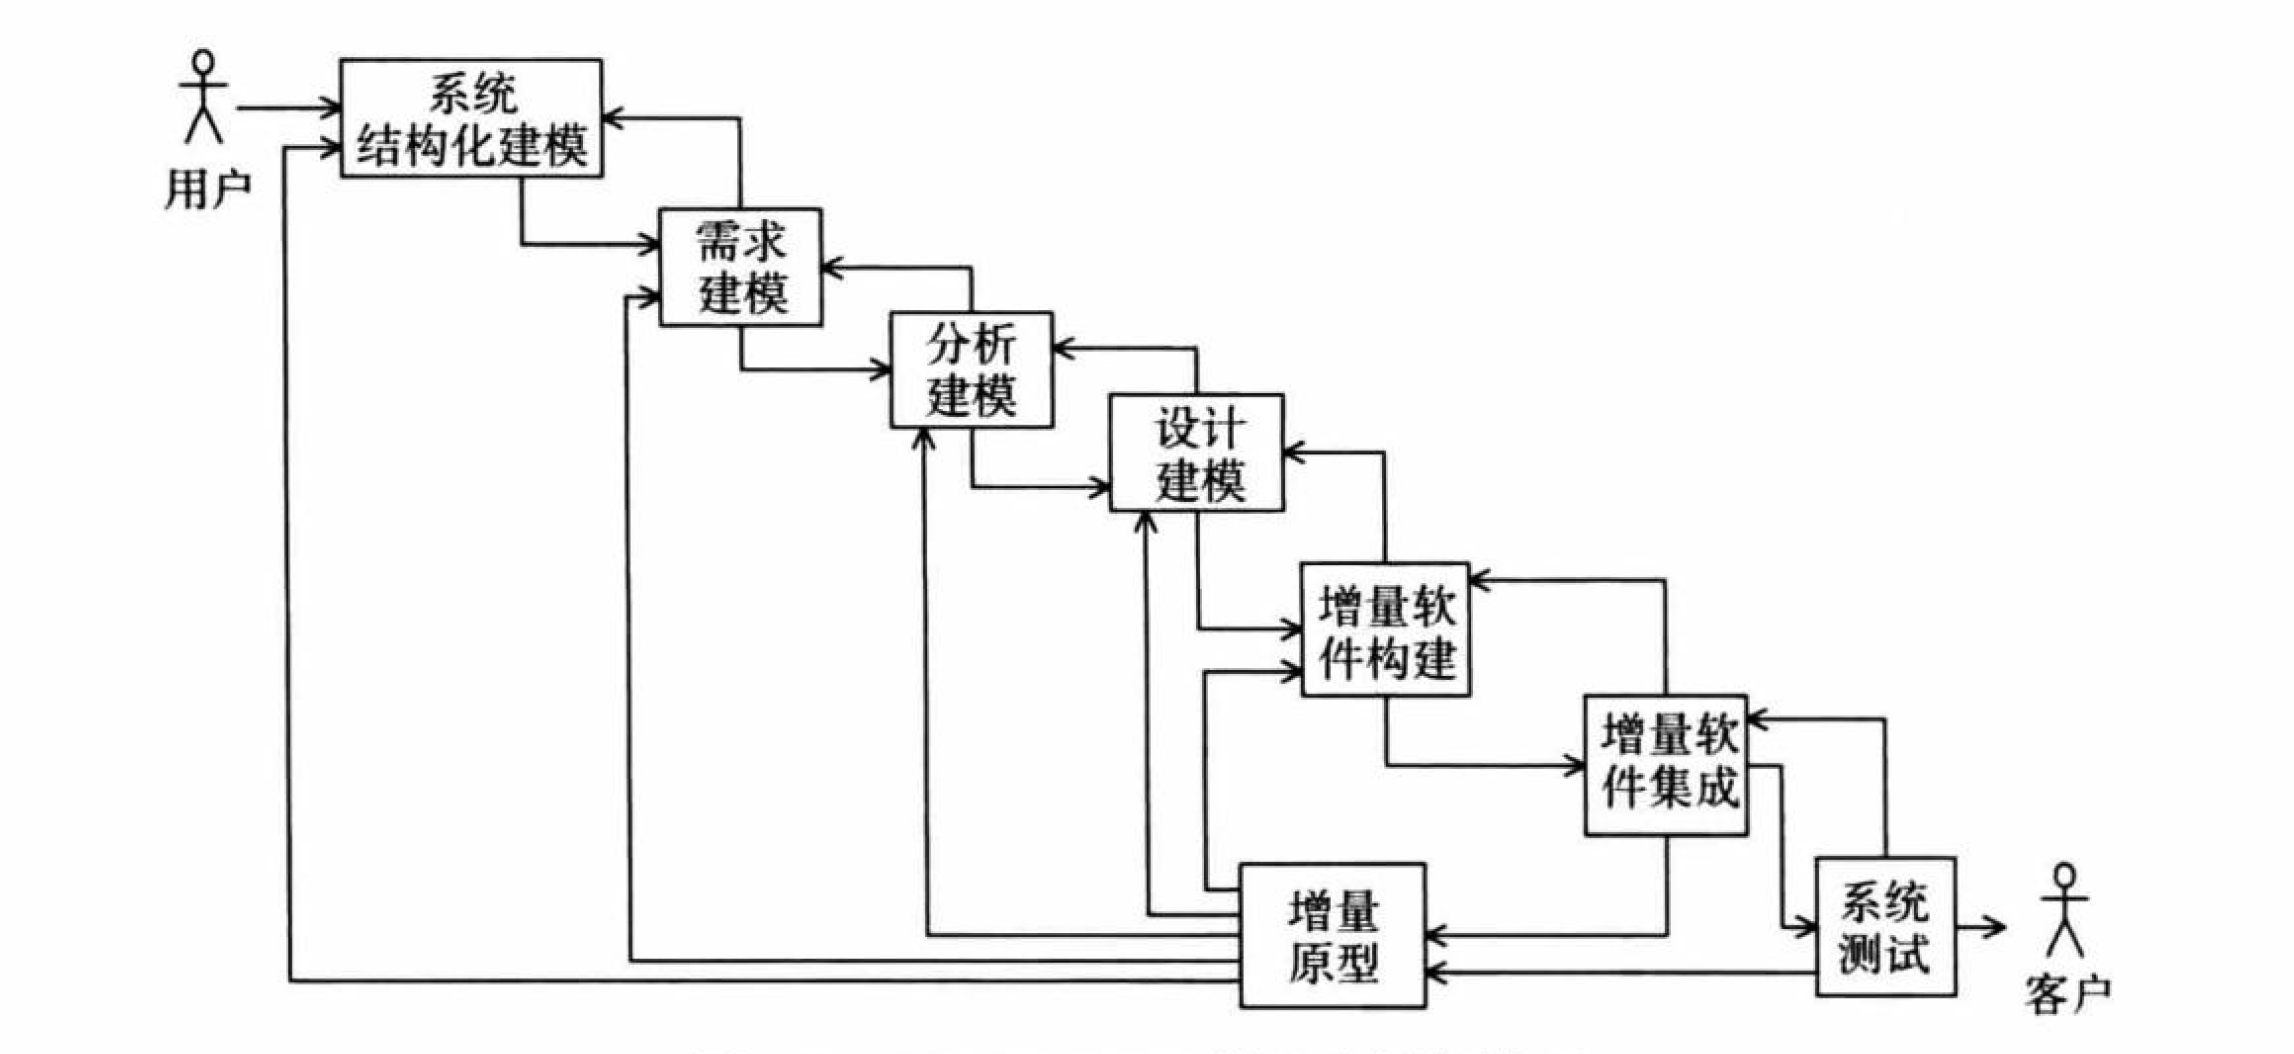 系统
结构化建模
用户
需求
建模
分析
建模
设计
建模
增量软
件构建
增量软
件集成
增量
原型
系统
测试
客户